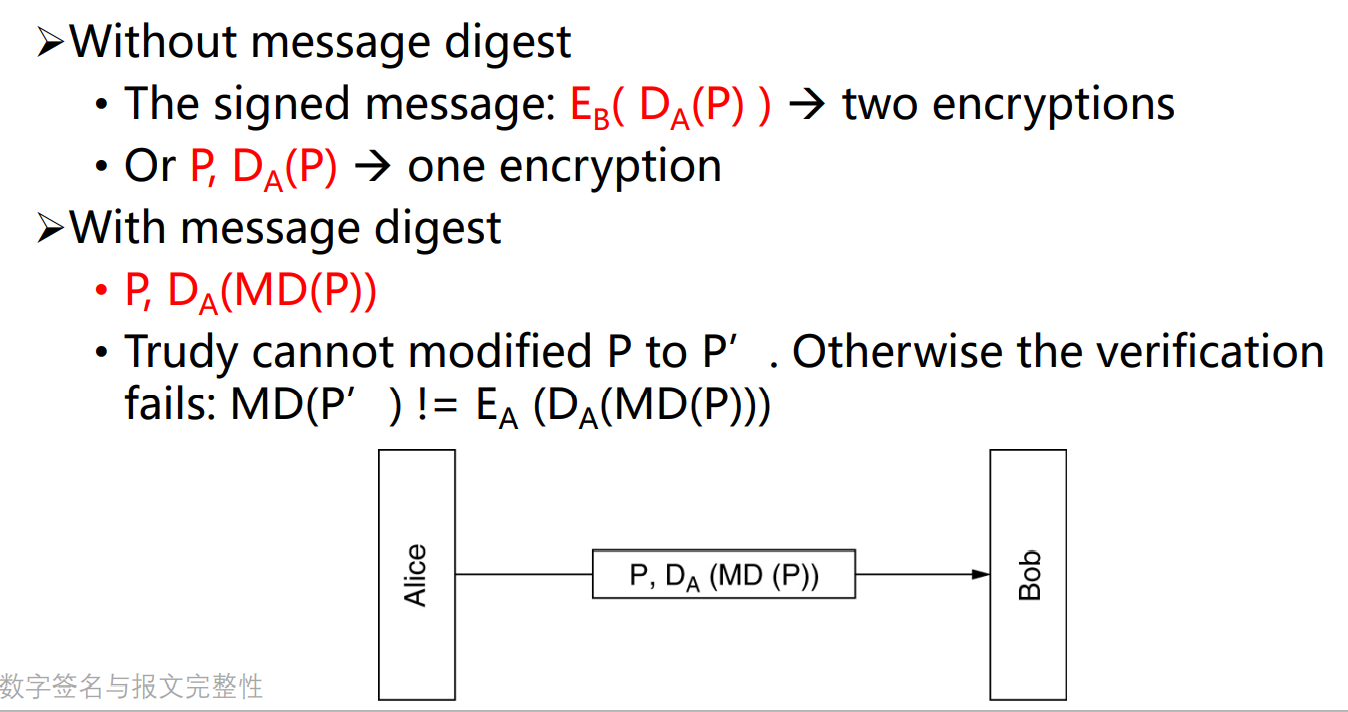 ➢Without message digest
• The signed message: E_B( D_A(P) ) → two encryptions
• Or P, D_A(P) → one encryption
➢With message digest
• P, D_A(MD(P))
• Trudy cannot modified P to P′ . Otherwise the verification
fails: MD(P′ ) != E_A (D_A(MD(P)))
Alice
P, D_A (MD (P))
Bob
数字签名与报文完整性